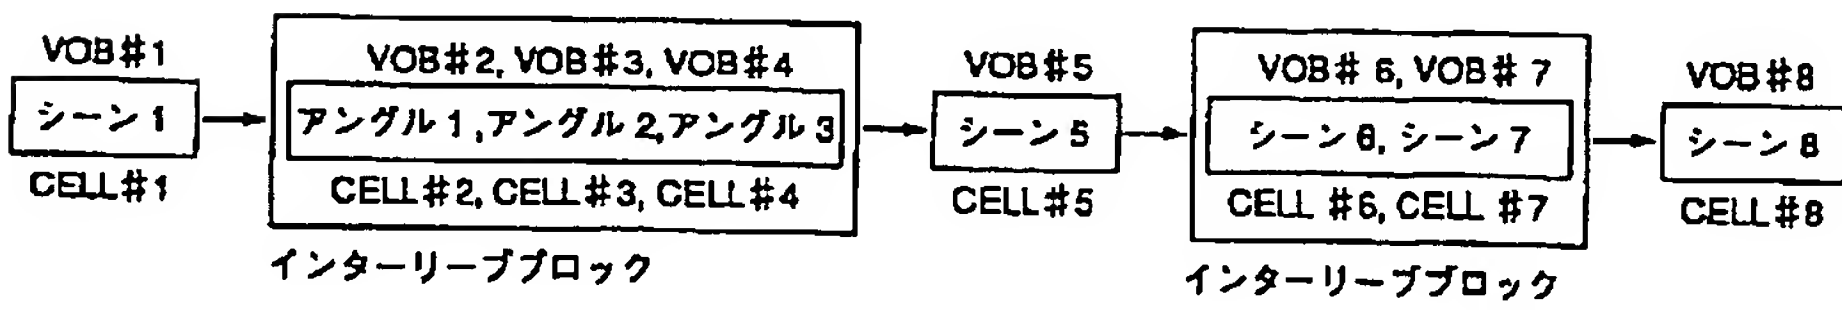 VOB#1
シーン1
CELL#1
VOB#2, VOB#3, VOB#4
アングル1,アングル2,アングル3
CELL#2, CELL#3, CELL#4
インターリーブブロック
VOB#5
シーン5
CELL#5
VOB# 6, VOB# 7
シーン6, シーン7
CELL #6, CELL #7
インターリーブブロック
VOB#8
シーン8
CELL#8